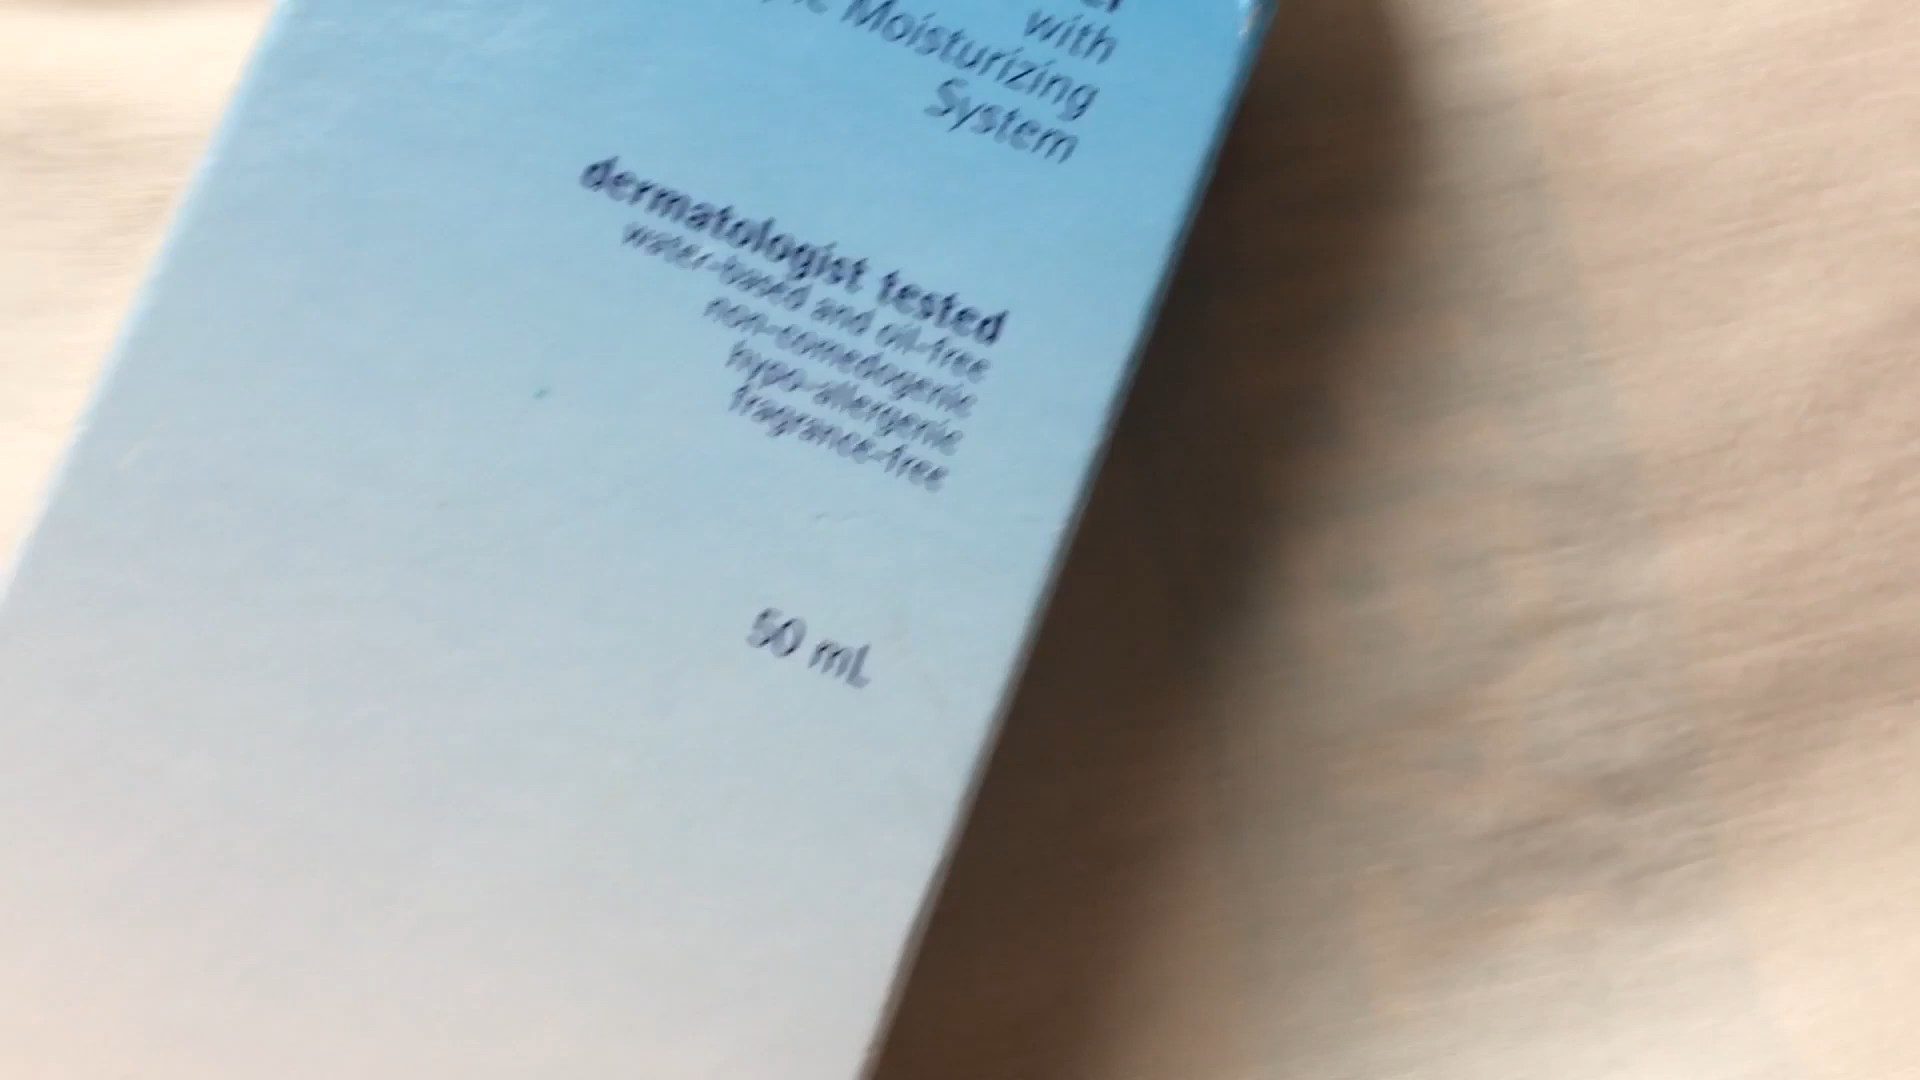 with
Moisturizing
System
dermatologist tested
water-based and oil-free
non-comedogenic
hypo-allergenic
fragrance-free
50 mL